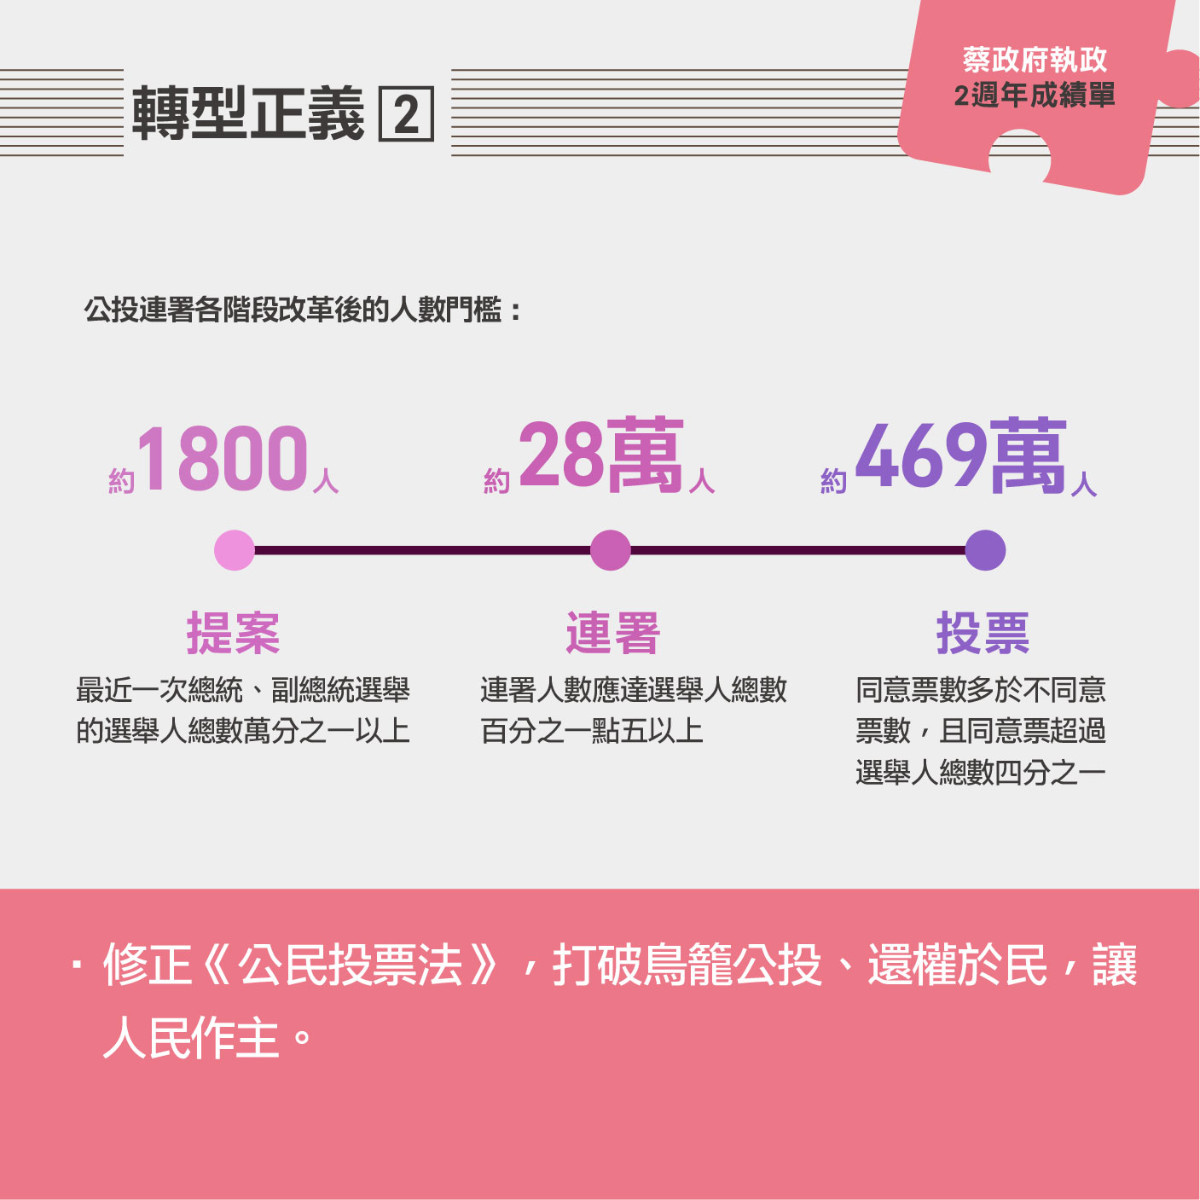 蔡政府執政
2週年成績單
轉型正義 2
公投連署各階段改革後的人數門檻：
約1800人
約28萬人
約469萬人
提案
最近一次總統、副總統選舉
的選舉人總數萬分之一以上
連署
連署人數應達選舉人總數
百分之一點五以上
投票
同意票數多於不同意
票數，且同意票超過
選舉人總數四分之一
·修正《公民投票法》，打破鳥籠公投、還權於民，讓
人民作主。